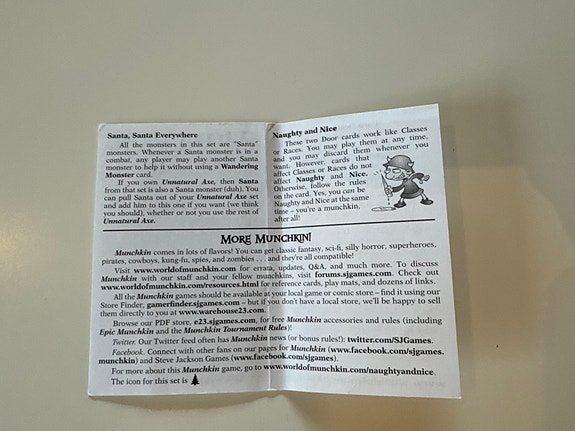 Santa, Santa Everywhere
All the monsters in this set are "Santa"
monsters. Whenever a Santa monster is in a
combat, any player may play another Santa
monster to help it without using a Wandering
Monster card.
If you own Unnatural Axe, then Santa
from that set is also a Santa monster (duh). You
can pull Santa out of your Unnatural Axe set
and add him to this one if you want (we think
you should), whether or not you use the rest of
Unnatural Axe.
Naughty and Nice
These two Door cards work like Classes
or Races. You may play them at any time,
and you may discard them whenever you
want. However, cards that
affect Classes or Races do not
affect Naughty and Nice.
Otherwise, follow the rules
on the card. Yes, you can be
Naughty and Nice at the same
time – you're a munchkin,
after all!
MORE MUNCHKIN!
Munchkin comes in lots of flavors! You can get classic fantasy, sci-fi, silly horror, superheroes,
pirates, cowboys, kung-fu, spies, and zombies . . . and they're all compatible!
Visit www.worldofmunchkin.com for errata, updates, Q&A, and much more. To discuss
Munchkin with our staff and your fellow munchkins, visit forums.sjgames.com. Check out
www.worldofmunchkin.com/resources.html for reference cards, play mats, and dozens of links.
All the Munchkin games should be available at your local game or comic store – find it using our
Store Finder, gamerfinder.sjgames.com – but if you don't have a local store, we'll be happy to sell
them directly to you at www.warehouse23.com.
Browse our PDF store, e23.sjgames.com, for free Munchkin accessories and rules (including
Epic Munchkin and the Munchkin Tournament Rules)!
Twitter. Our Twitter feed often has Munchkin news (or bonus rules!): twitter.com/SJGames.
Facebook. Connect with other fans on our pages for Munchkin (www.facebook.com/sjgames.
munchkin) and Steve Jackson Games (www.facebook.com/sjgames).
For more about this Munchkin game, go to www.worldofmunchkin.com/naughtyandnice.
The icon for this set is